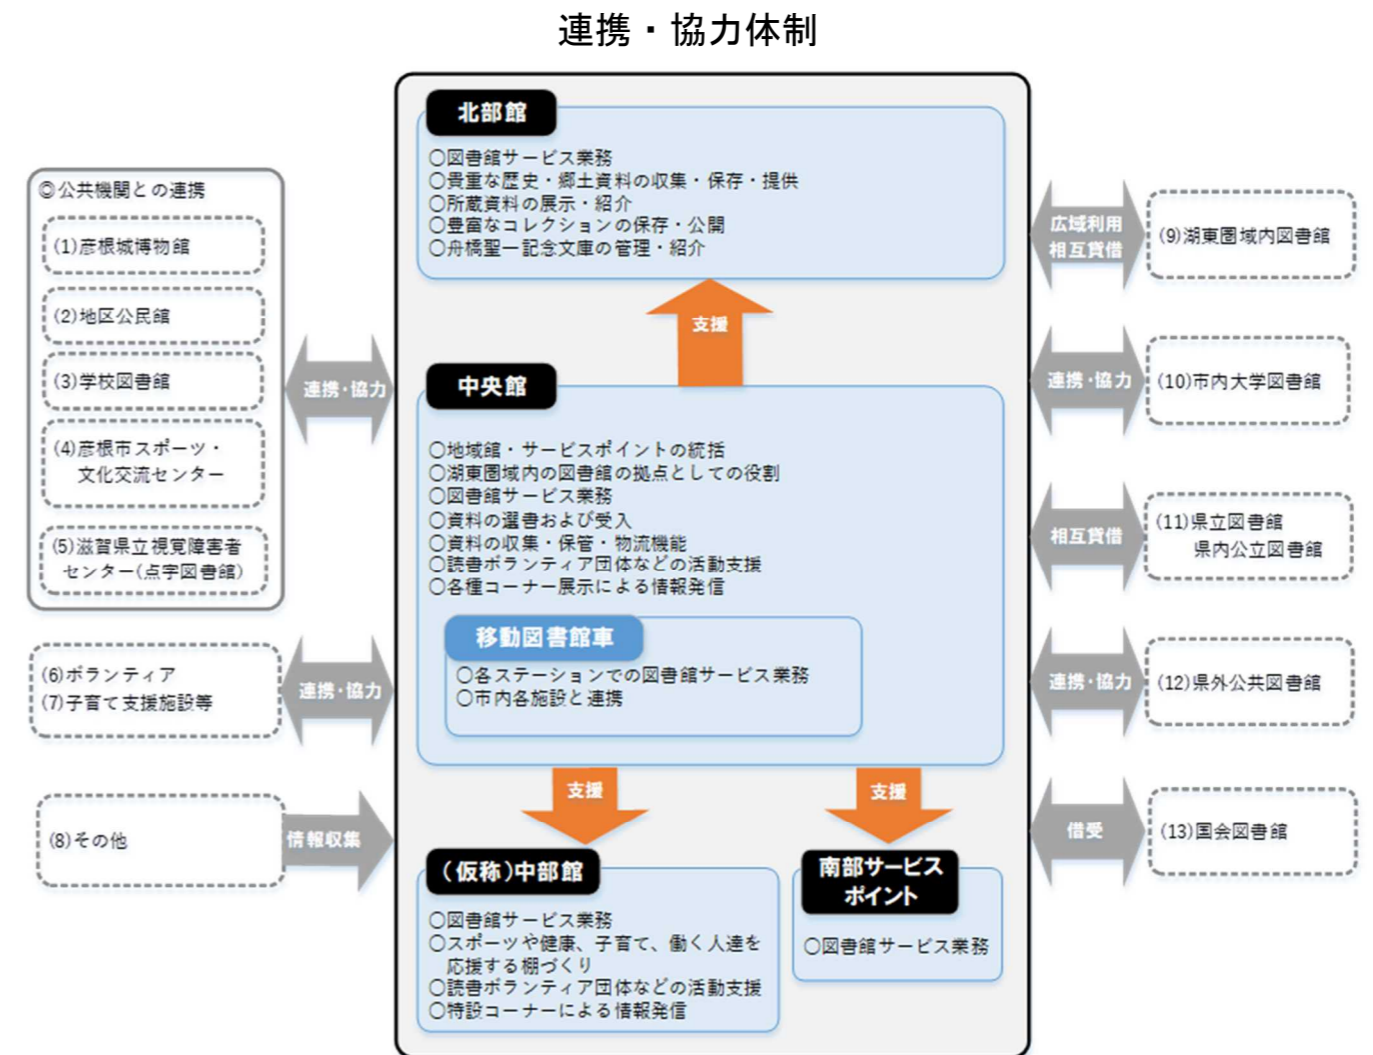 連携・協力体制
◎公共機関との連携
(1)彦根城博物館
(2)地区公民館
(3)学校図書館
(4)彦根市スポーツ・
文化交流センター
(5)滋賀県立視覚障害者
センター(点字図書館)
連携・協力
(6)ボランティア
(7)子育て支援施設等
連携・協力
(8)その他
情報収集
北部館
○図書館サービス業務
○貴重な歴史・郷土資料の収集・保存・提供
○所蔵資料の展示・紹介
○豊富なコレクションの保存・公開
○舟橋聖一記念文庫の管理・紹介
支援
中央館
○地域館・サービスポイントの統括
○湖東圏域内の図書館の拠点としての役割
○図書館サービス業務
○資料の選書および受入
○資料の収集・保管・物流機能
○読書ボランティア団体などの活動支援
○各種コーナー展示による情報発信
移動図書館車
○各ステーションでの図書館サービス業務
○市内各施設と連携
支援
支援
(仮称)中部館
○図書館サービス業務
○スポーツや健康、子育て、働く人達を
応援する棚づくり
○読書ボランティア団体などの活動支援
○特設コーナーによる情報発信
南部サービス
ポイント
○図書館サービス業務
広域利用
相互貸借
(9)湖東圏域内図書館
連携・協力
(10)市内大学図書館
相互貸借
(11)県立図書館
県内公立図書館
連携・協力
(12)県外公共図書館
借受
(13)国会図書館